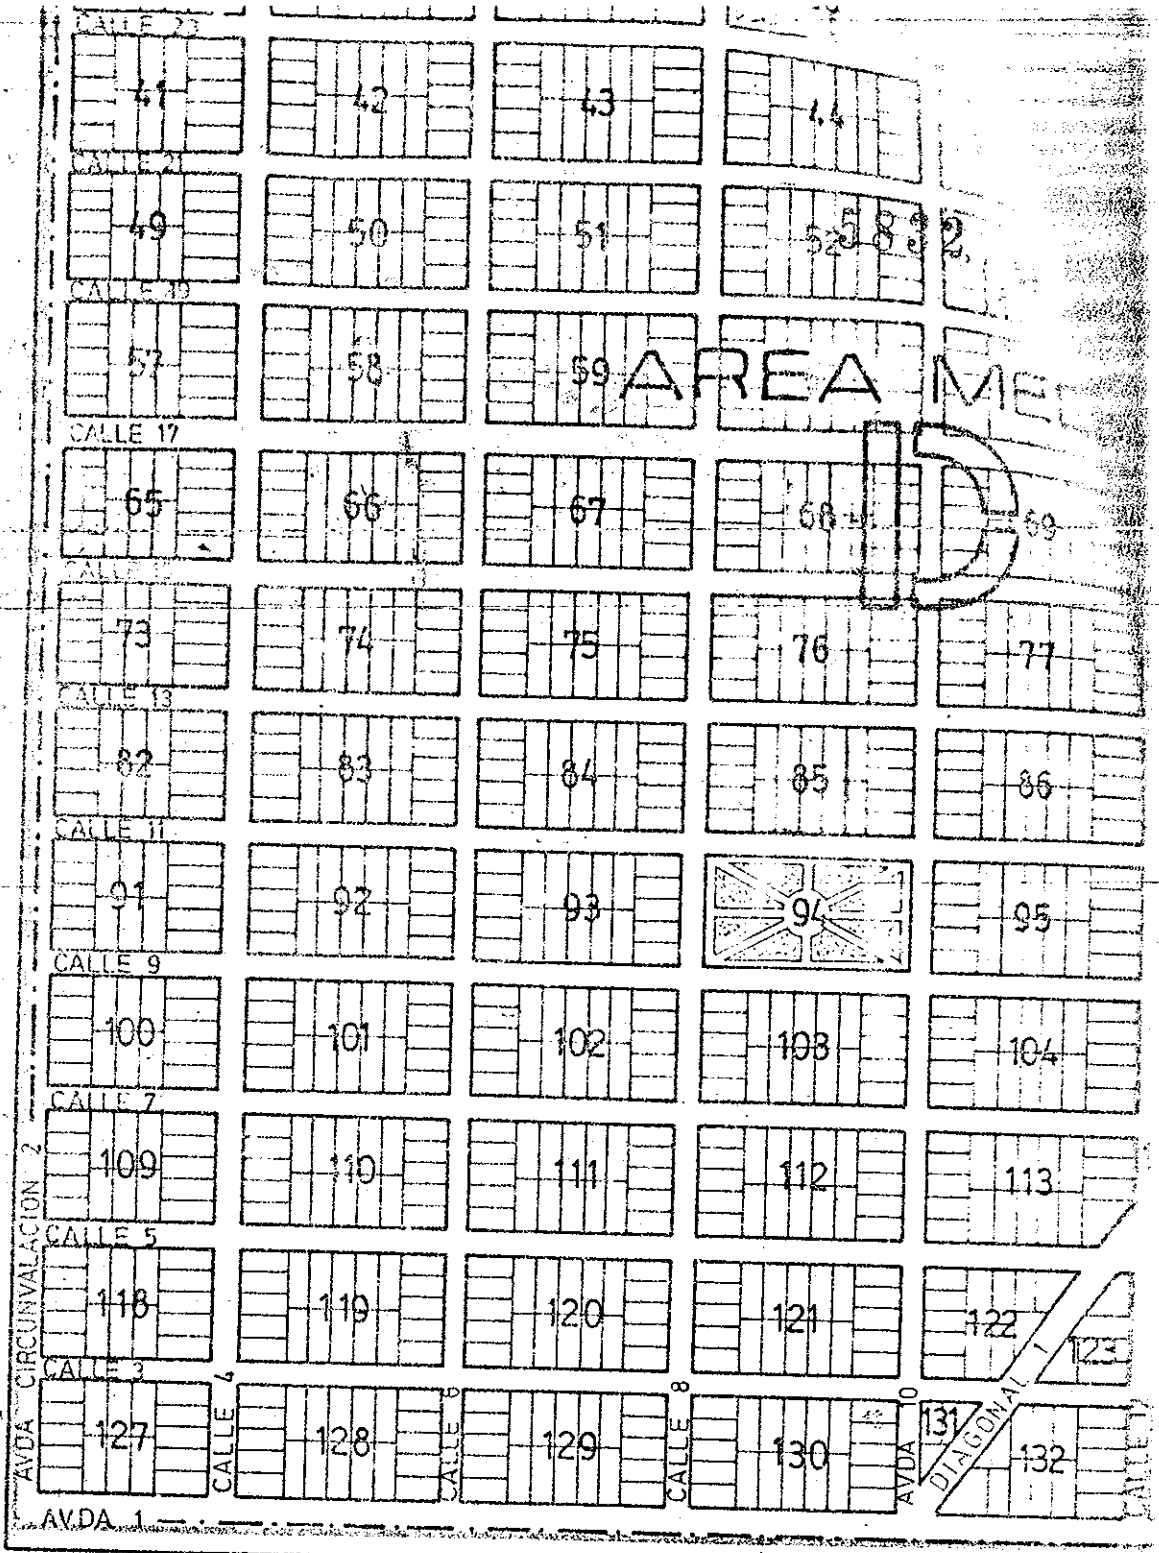 CALLE 23
41 42 43 44
CALLE 21
49 50 51 52 5832
CALLE 19
57 58 59 AREA
CALLE 17
D
65 66 67 68 69
73 74 75 76 77
CALLE 13
82 83 84 85 86
CALLE 11
91 92 93 94 95
CALLE 9
100 101 102 103 104
CALLE 7
109 110 111 112 113
CALLE 5
118 119 120 121 122 123
CALLE 3
127 128 129 130 131 132
AVDA CIRCUNVALACION 2
CALLE 4
CALLE 6
CALLE 8
AVDA 10
DIAGONAL 1
CALLE 12
AVDA 1